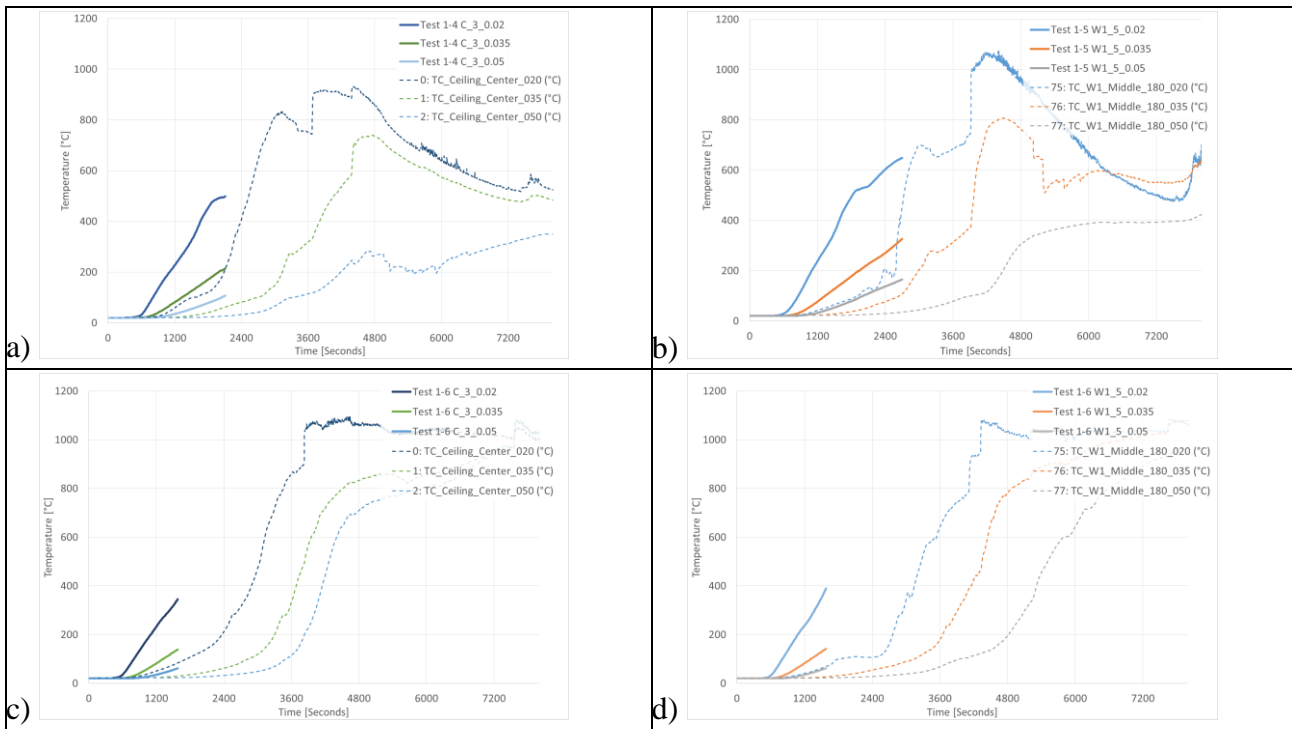 Test 1-4 C_3_0.02
Test 1-4 C_3_0.035
Test 1-4 C_3_0.05
0: TC_Ceiling_Center_020 (°C)
1: TC_Ceiling_Center_035 (°C)
2: TC_Ceiling_Center_050 (°C)
1200
1000
800
600
400
200
0
Temperature [°C]
0 1200 2400 3600 4800 6000 7200
Time [Seconds]
a)
Test 1-5 W1_5_0.02
Test 1-5 W1_5_0.035
Test 1-5 W1_5_0.05
75: TC_W1_Middle_180_020 (°C)
76: TC_W1_Middle_180_035 (°C)
77: TC_W1_Middle_180_050 (°C)
1200
1000
800
600
400
200
0
Temperature [°C]
0 1200 2400 3600 4800 6000 7200
Time [Seconds]
b)
Test 1-6 C_3_0.02
Test 1-6 C_3_0.035
Test 1-6 C_3_0.05
0: TC_Ceiling_Center_020 (°C)
1: TC_Ceiling_Center_035 (°C)
2: TC_Ceiling_Center_050 (°C)
1200
1000
800
600
400
200
0
Temperature [°C]
0 1200 2400 3600 4800 6000 7200
Time [Seconds]
c)
Test 1-6 W1_5_0.02
Test 1-6 W1_5_0.035
Test 1-6 W1_5_0.05
75: TC_W1_Middle_180_020 (°C)
76: TC_W1_Middle_180_035 (°C)
77: TC_W1_Middle_180_050 (°C)
1200
1000
800
600
400
200
0
Temperature [°C]
0 1200 2400 3600 4800 6000 7200
Time [Seconds]
d)